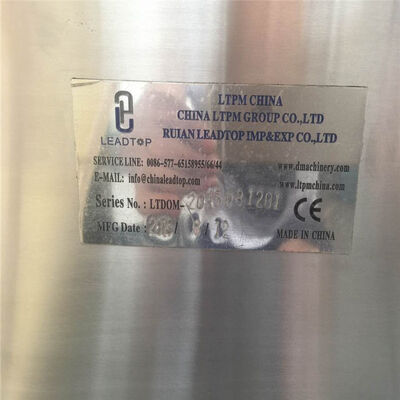 LTPM CHINA
CHINA LTPM GROUP CO.,LTD
RUIAN LEADTOP IMP&EXP CO.,LTD
LEADTOP
SERVICE LINE: 0086-577-65158955/66/44
E-MAIL: info@chinaleadtop.com
www.dmachinery.com
www.ltpmchina.com
Series No.: LTDOM-
CE
MFG Date:
MADE IN CHINA